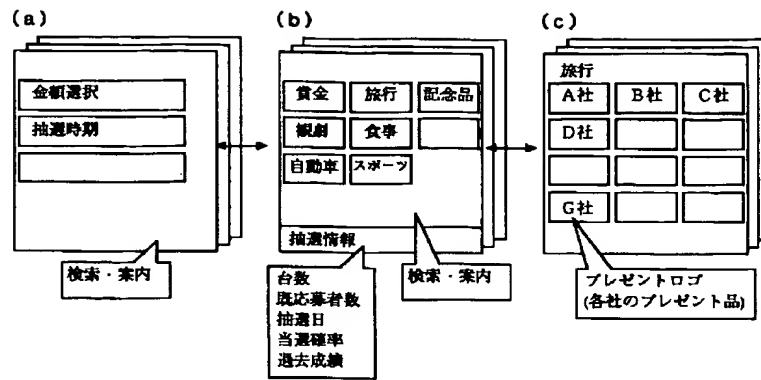 (a)
金額選択
抽選時期
検索・案内
(b)
賞金 旅行 記念品
観劇 食事
自動車 スポーツ
抽選情報
台数
既応募者数
抽選日
当選確率
過去成績
検索・案内
(c)
旅行
A社 B社 C社
D社
G社
プレゼントロゴ
(各社のプレゼント品)